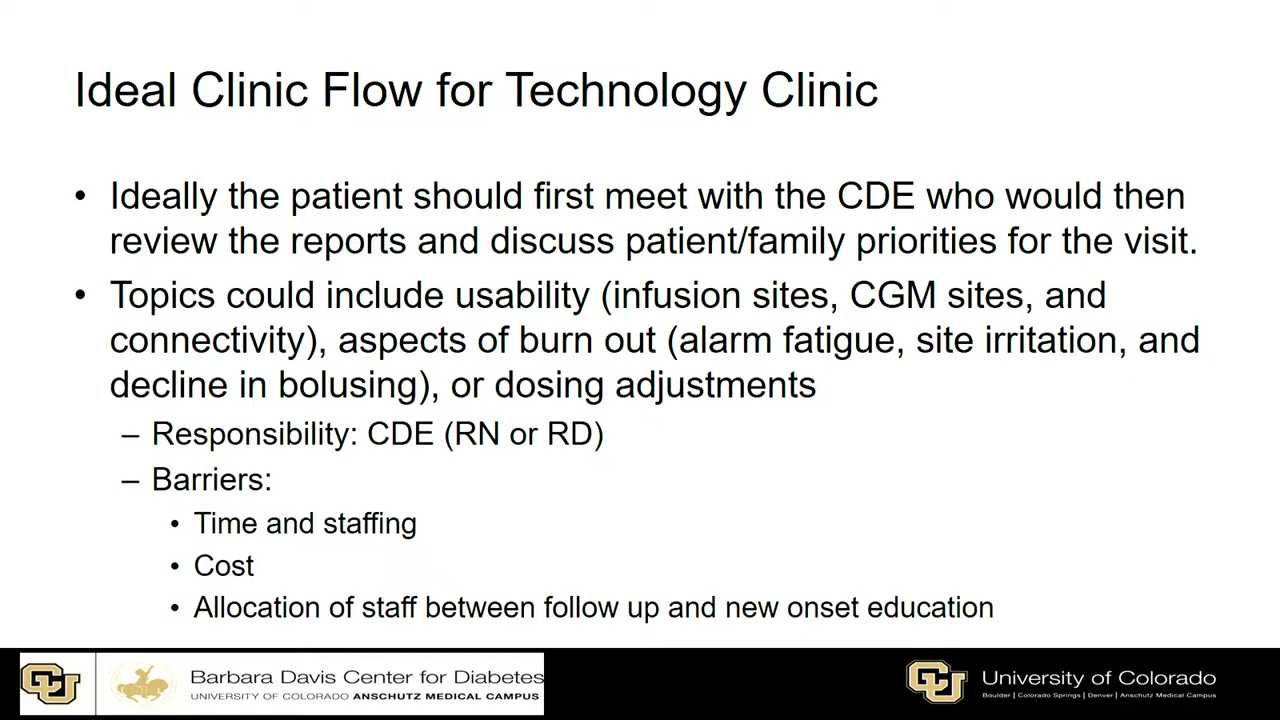 Ideal Clinic Flow for Technology Clinic
• Ideally the patient should first meet with the CDE who would then
review the reports and discuss patient/family priorities for the visit.
• Topics could include usability (infusion sites, CGM sites, and
connectivity), aspects of burn out (alarm fatigue, site irritation, and
decline in bolusing), or dosing adjustments
– Responsibility: CDE (RN or RD)
– Barriers:
• Time and staffing
• Cost
• Allocation of staff between follow up and new onset education
CU
Barbara Davis Center for Diabetes
UNIVERSITY OF COLORADO ANSCHUTZ MEDICAL CAMPUS
CU
University of Colorado
Boulder | Colorado Springs | Denver | Anschutz Medical Campus